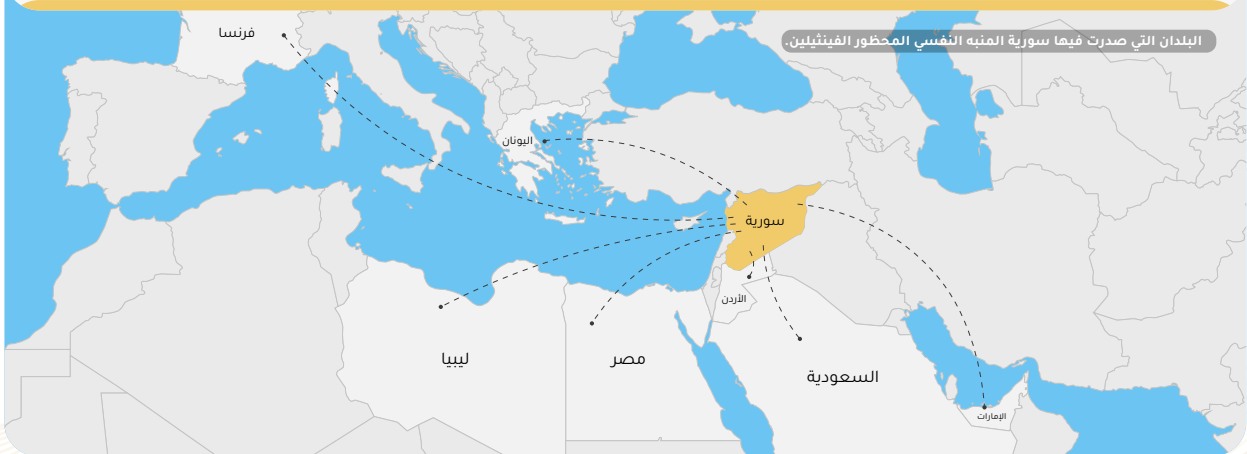 فرنسا
البلدان التي صدرت فيها سورية المنبه النفسي المحظور الفينثيلين.
اليونان
سورية
الأردن
ليبيا
مصر
السعودية
الإمارات